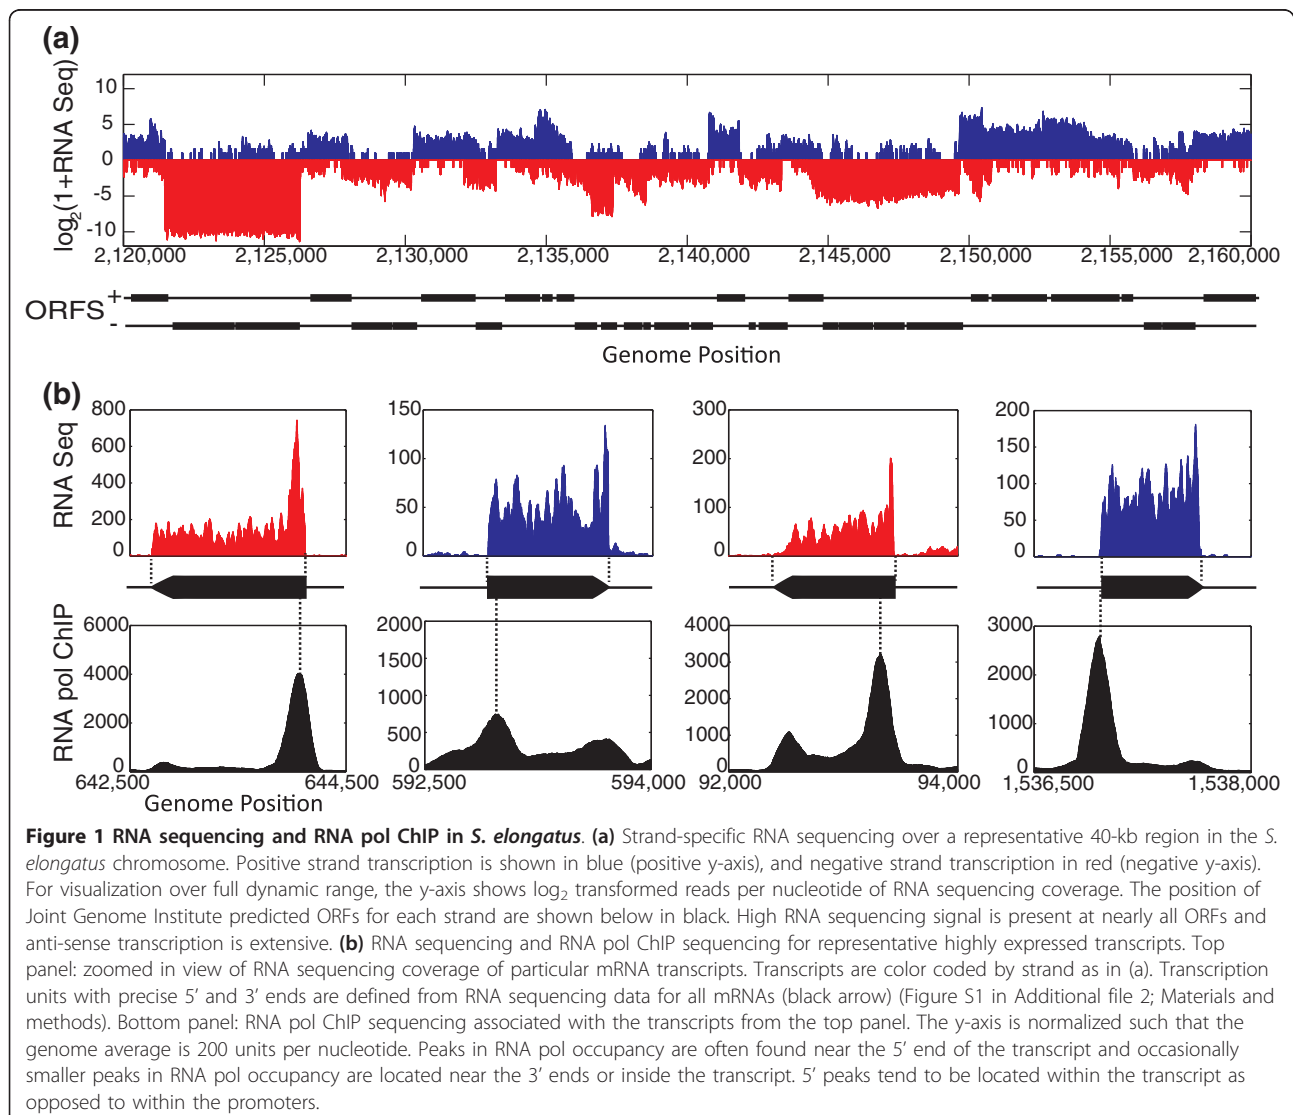 (a)
log2(1+RNA Seq)
10
5
0
-5
-10
2,120,000 2,125,000 2,130,000 2,135,000 2,140,000 2,145,000 2,150,000 2,155,000 2,160,000
ORFS
+
-
Genome Position
(b)
RNA Seq
800
600
400
200
0
150
100
50
0
300
200
100
0
200
150
100
50
0
RNA pol ChIP
6000
4000
2000
0
642,500 644,500
2000
1500
1000
500
0
592,500 594,000
4000
3000
2000
1000
0
92,000 94,000
3000
2000
1000
0
1,536,500 1,538,000
Genome Position
Figure 1 RNA sequencing and RNA pol ChIP in S. elongatus. (a) Strand-specific RNA sequencing over a representative 40-kb region in the S.
elongatus chromosome. Positive strand transcription is shown in blue (positive y-axis), and negative strand transcription in red (negative y-axis).
For visualization over full dynamic range, the y-axis shows log2 transformed reads per nucleotide of RNA sequencing coverage. The position of
Joint Genome Institute predicted ORFs for each strand are shown below in black. High RNA sequencing signal is present at nearly all ORFs and
anti-sense transcription is extensive. (b) RNA sequencing and RNA pol ChIP sequencing for representative highly expressed transcripts. Top
panel: zoomed in view of RNA sequencing coverage of particular mRNA transcripts. Transcripts are color coded by strand as in (a). Transcription
units with precise 5’ and 3’ ends are defined from RNA sequencing data for all mRNAs (black arrow) (Figure S1 in Additional file 2; Materials and
methods). Bottom panel: RNA pol ChIP sequencing associated with the transcripts from the top panel. The y-axis is normalized such that the
genome average is 200 units per nucleotide. Peaks in RNA pol occupancy are often found near the 5’ end of the transcript and occasionally
smaller peaks in RNA pol occupancy are located near the 3’ ends or inside the transcript. 5’ peaks tend to be located within the transcript as
opposed to within the promoters.